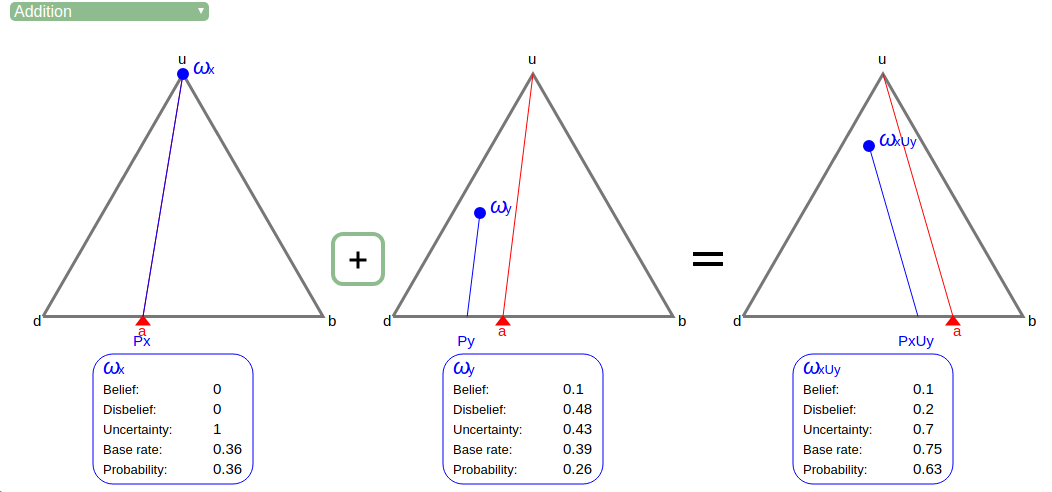 Addition
u
ωx
d
a
b
Px
+
u
ωy
d
a
b
Py
=
u
ωxUy
d
a
b
PxUy
ωx
Belief: 0
Disbelief: 0
Uncertainty: 1
Base rate: 0.36
Probability: 0.36
ωy
Belief: 0.1
Disbelief: 0.48
Uncertainty: 0.43
Base rate: 0.39
Probability: 0.26
ωxUy
Belief: 0.1
Disbelief: 0.2
Uncertainty: 0.7
Base rate: 0.75
Probability: 0.63